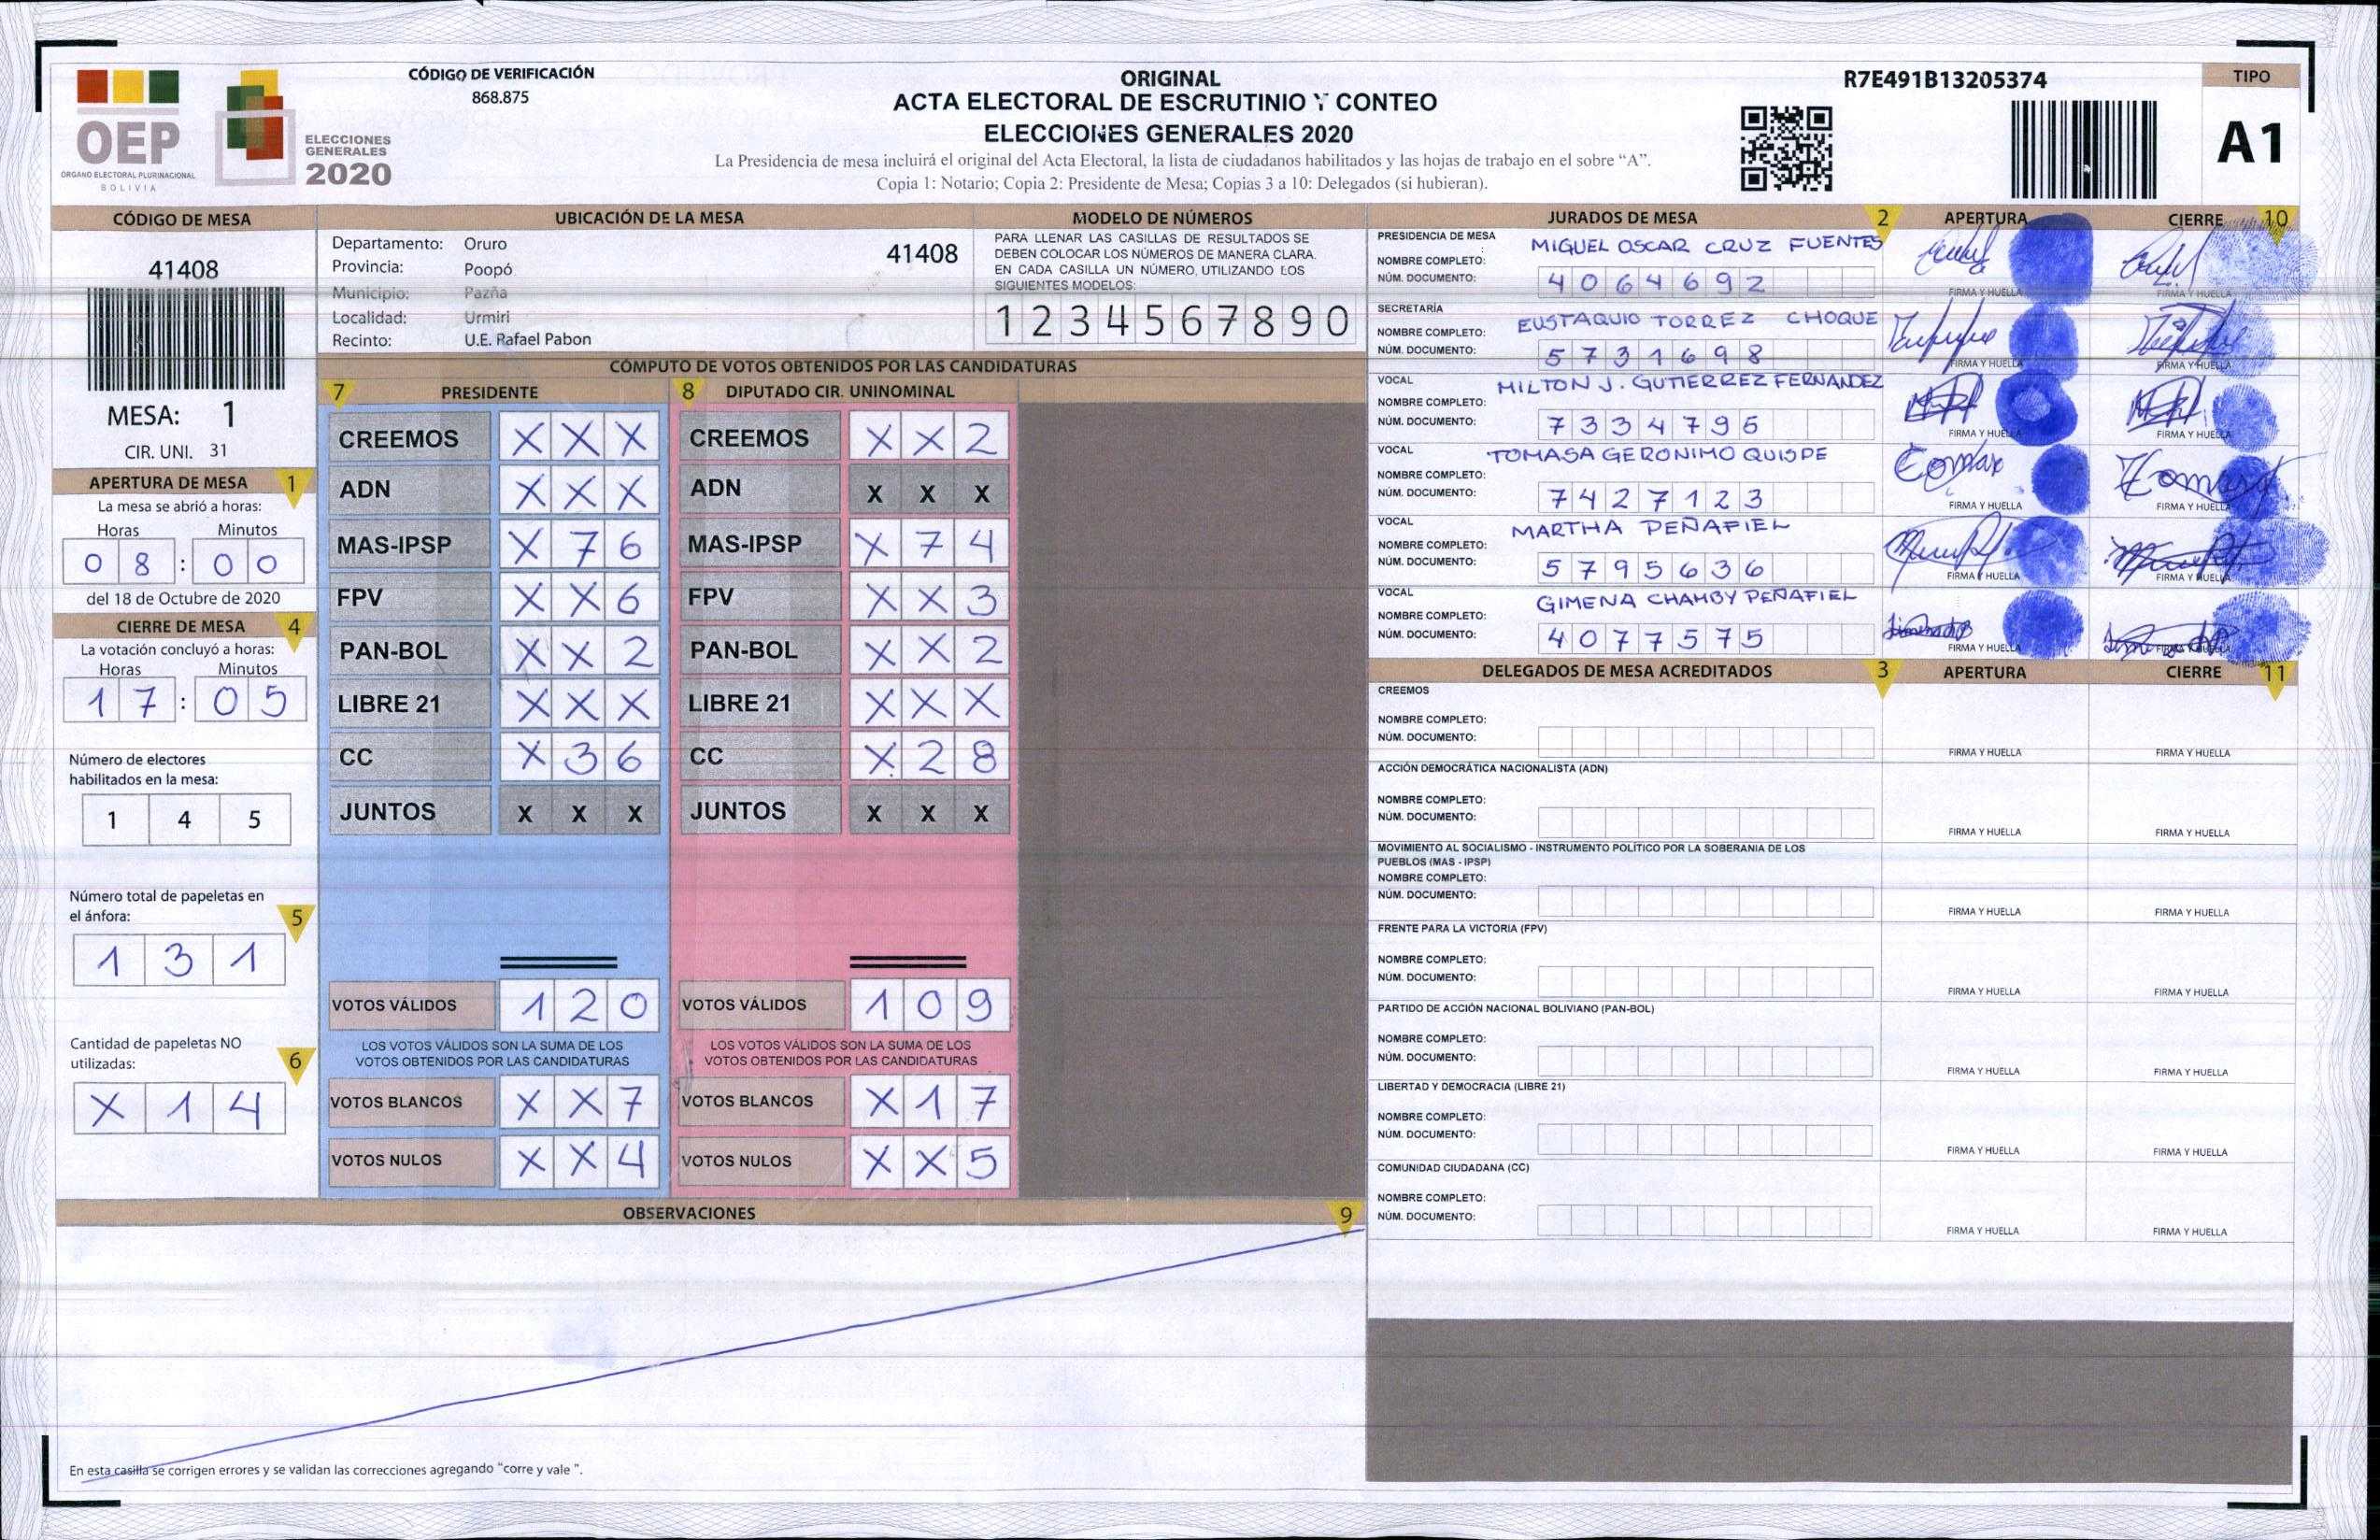 OEP
ÓRGANO ELECTORAL PLURINACIONAL
BOLIVIA
ELECCIONES
GENERALES
2020
CÓDIGO DE VERIFICACIÓN
868.875
ORIGINAL
ACTA ELECTORAL DE ESCRUTINIO Y CONTEO
ELECCIONES GENERALES 2020
La Presidencia de mesa incluirá el original del Acta Electoral, la lista de ciudadanos habilitados y las hojas de trabajo en el sobre “A”.
Copia 1: Notario; Copia 2: Presidente de Mesa; Copias 3 a 10: Delegados (si hubieran).
R7E491B13205374
TIPO
A1
CÓDIGO DE MESA
41408
MESA: 1
CIR. UNI. 31
APERTURA DE MESA 1
La mesa se abrió a horas:
Horas Minutos
0 8 : 0 0
del 18 de Octubre de 2020
CIERRE DE MESA 4
La votación concluyó a horas:
Horas Minutos
1 7 : 0 5
Número de electores
habilitados en la mesa:
1 4 5
Número total de papeletas en
el ánfora: 5
1 3 1
Cantidad de papeletas NO
utilizadas: 6
X 1 4
UBICACIÓN DE LA MESA
Departamento: Oruro 41408
Provincia: Poopó
Municipio: Pazña
Localidad: Urmiri
Recinto: U.E. Rafael Pabon
MODELO DE NÚMEROS
PARA LLENAR LAS CASILLAS DE RESULTADOS SE
DEBEN COLOCAR LOS NÚMEROS DE MANERA CLARA.
EN CADA CASILLA UN NÚMERO, UTILIZANDO LOS
SIGUIENTES MODELOS:
1 2 3 4 5 6 7 8 9 0
CÓMPUTO DE VOTOS OBTENIDOS POR LAS CANDIDATURAS
7 PRESIDENTE 8 DIPUTADO CIR. UNINOMINAL
CREEMOS X X X CREEMOS X X 2
ADN X X X ADN X X X
MAS-IPSP X 7 6 MAS-IPSP X 7 4
FPV X X 6 FPV X X 3
PAN-BOL X X 2 PAN-BOL X X 2
LIBRE 21 X X X LIBRE 21 X X X
CC X 3 6 CC X 2 8
JUNTOS X X X JUNTOS X X X
VOTOS VÁLIDOS 1 2 0 VOTOS VÁLIDOS 1 0 9
LOS VOTOS VÁLIDOS SON LA SUMA DE LOS LOS VOTOS VÁLIDOS SON LA SUMA DE LOS
VOTOS OBTENIDOS POR LAS CANDIDATURAS VOTOS OBTENIDOS POR LAS CANDIDATURAS
VOTOS BLANCOS X X 7 VOTOS BLANCOS X 1 7
VOTOS NULOS X X 4 VOTOS NULOS X X 5
OBSERVACIONES 9
En esta casilla se corrigen errores y se validan las correcciones agregando “corre y vale ”.
JURADOS DE MESA 2 APERTURA CIERRE 10
PRESIDENCIA DE MESA
NOMBRE COMPLETO: MIGUEL OSCAR CRUZ FUENTES
NÚM. DOCUMENTO: 4 0 6 4 6 9 2
FIRMA Y HUELLA FIRMA Y HUELLA
SECRETARÍA
NOMBRE COMPLETO: EUSTAQUIO TORREZ CHOQUE
NÚM. DOCUMENTO: 5 7 3 1 6 9 8
FIRMA Y HUELLA FIRMA Y HUELLA
VOCAL
NOMBRE COMPLETO: MILTON J. GUTIERREZ FERNANDEZ
NÚM. DOCUMENTO: 7 3 3 4 7 9 5
FIRMA Y HUELLA FIRMA Y HUELLA
VOCAL
NOMBRE COMPLETO: TOMASA GERONIMO QUISPE
NÚM. DOCUMENTO: 7 4 2 7 1 2 3
FIRMA Y HUELLA FIRMA Y HUELLA
VOCAL
NOMBRE COMPLETO: MARTHA PEÑAFIEL
NÚM. DOCUMENTO: 5 7 9 5 6 3 6
FIRMA Y HUELLA FIRMA Y HUELLA
VOCAL
NOMBRE COMPLETO: GIMENA CHAMBY PEÑAFIEL
NÚM. DOCUMENTO: 4 0 7 7 5 7 5
FIRMA Y HUELLA FIRMA Y HUELLA
DELEGADOS DE MESA ACREDITADOS 3 APERTURA CIERRE 11
CREEMOS
NOMBRE COMPLETO:
NÚM. DOCUMENTO:
FIRMA Y HUELLA FIRMA Y HUELLA
ACCIÓN DEMOCRÁTICA NACIONALISTA (ADN)
NOMBRE COMPLETO:
NÚM. DOCUMENTO:
FIRMA Y HUELLA FIRMA Y HUELLA
MOVIMIENTO AL SOCIALISMO - INSTRUMENTO POLÍTICO POR LA SOBERANIA DE LOS
PUEBLOS (MAS - IPSP)
NOMBRE COMPLETO:
NÚM. DOCUMENTO:
FIRMA Y HUELLA FIRMA Y HUELLA
FRENTE PARA LA VICTORIA (FPV)
NOMBRE COMPLETO:
NÚM. DOCUMENTO:
FIRMA Y HUELLA FIRMA Y HUELLA
PARTIDO DE ACCIÓN NACIONAL BOLIVIANO (PAN-BOL)
NOMBRE COMPLETO:
NÚM. DOCUMENTO:
FIRMA Y HUELLA FIRMA Y HUELLA
LIBERTAD Y DEMOCRACIA (LIBRE 21)
NOMBRE COMPLETO:
NÚM. DOCUMENTO:
FIRMA Y HUELLA FIRMA Y HUELLA
COMUNIDAD CIUDADANA (CC)
NOMBRE COMPLETO:
NÚM. DOCUMENTO:
FIRMA Y HUELLA FIRMA Y HUELLA